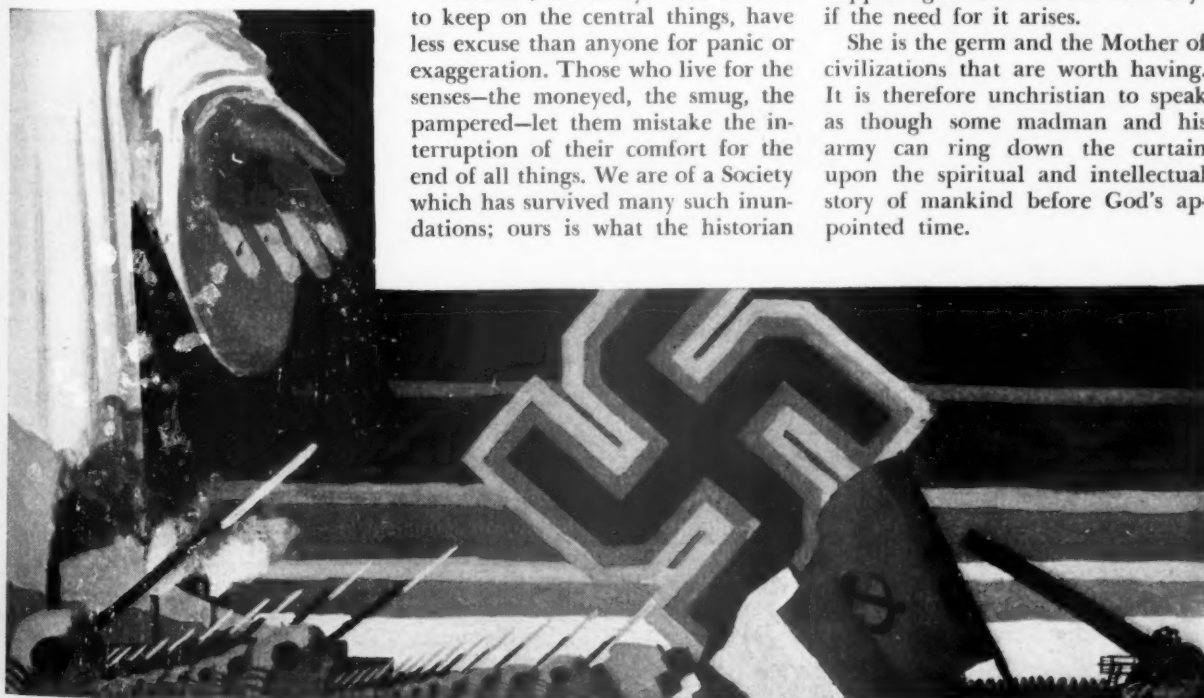 to keep on the central things, have
less excuse than anyone for panic or
exaggeration. Those who live for the
senses—the moneyed, the smug, the
pampered—let them mistake the in-
terruption of their comfort for the
end of all things. We are of a Society
which has survived many such inun-
dations; ours is what the historian
if the need for it arises.
She is the germ and the Mother of
civilizations that are worth having.
It is therefore unchristian to speak
as though some madman and his
army can ring down the curtain
upon the spiritual and intellectual
story of mankind before God's ap-
pointed time.